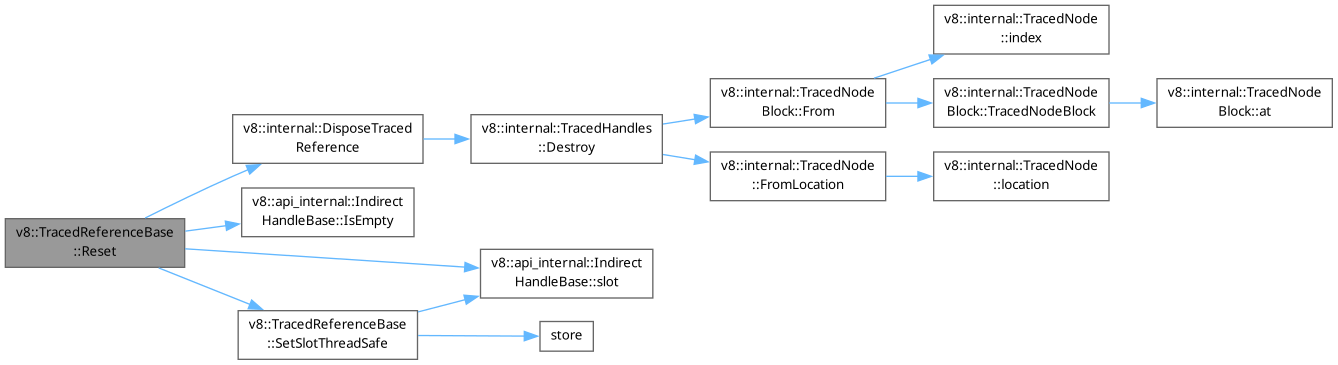 v8::TracedReferenceBase
::Reset
v8::internal::DisposeTraced
Reference
v8::internal::TracedHandles
::Destroy
v8::internal::TracedNode
Block::From
v8::internal::TracedNode
::index
v8::internal::TracedNode
Block::TracedNodeBlock
v8::internal::TracedNode
Block::at
v8::internal::TracedNode
::FromLocation
v8::internal::TracedNode
::location
v8::api_internal::Indirect
HandleBase::IsEmpty
v8::api_internal::Indirect
HandleBase::slot
v8::TracedReferenceBase
::SetSlotThreadSafe
store